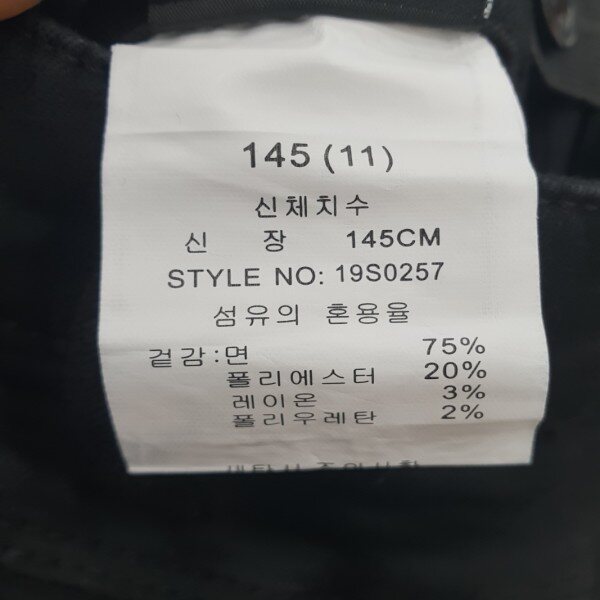 145 (11)
신체치수
신 장 145CM
STYLE NO: 19S0257
섬유의 혼용율
겉감:면 75%
폴리에스터 20%
레이온 3%
폴리우레탄 2%